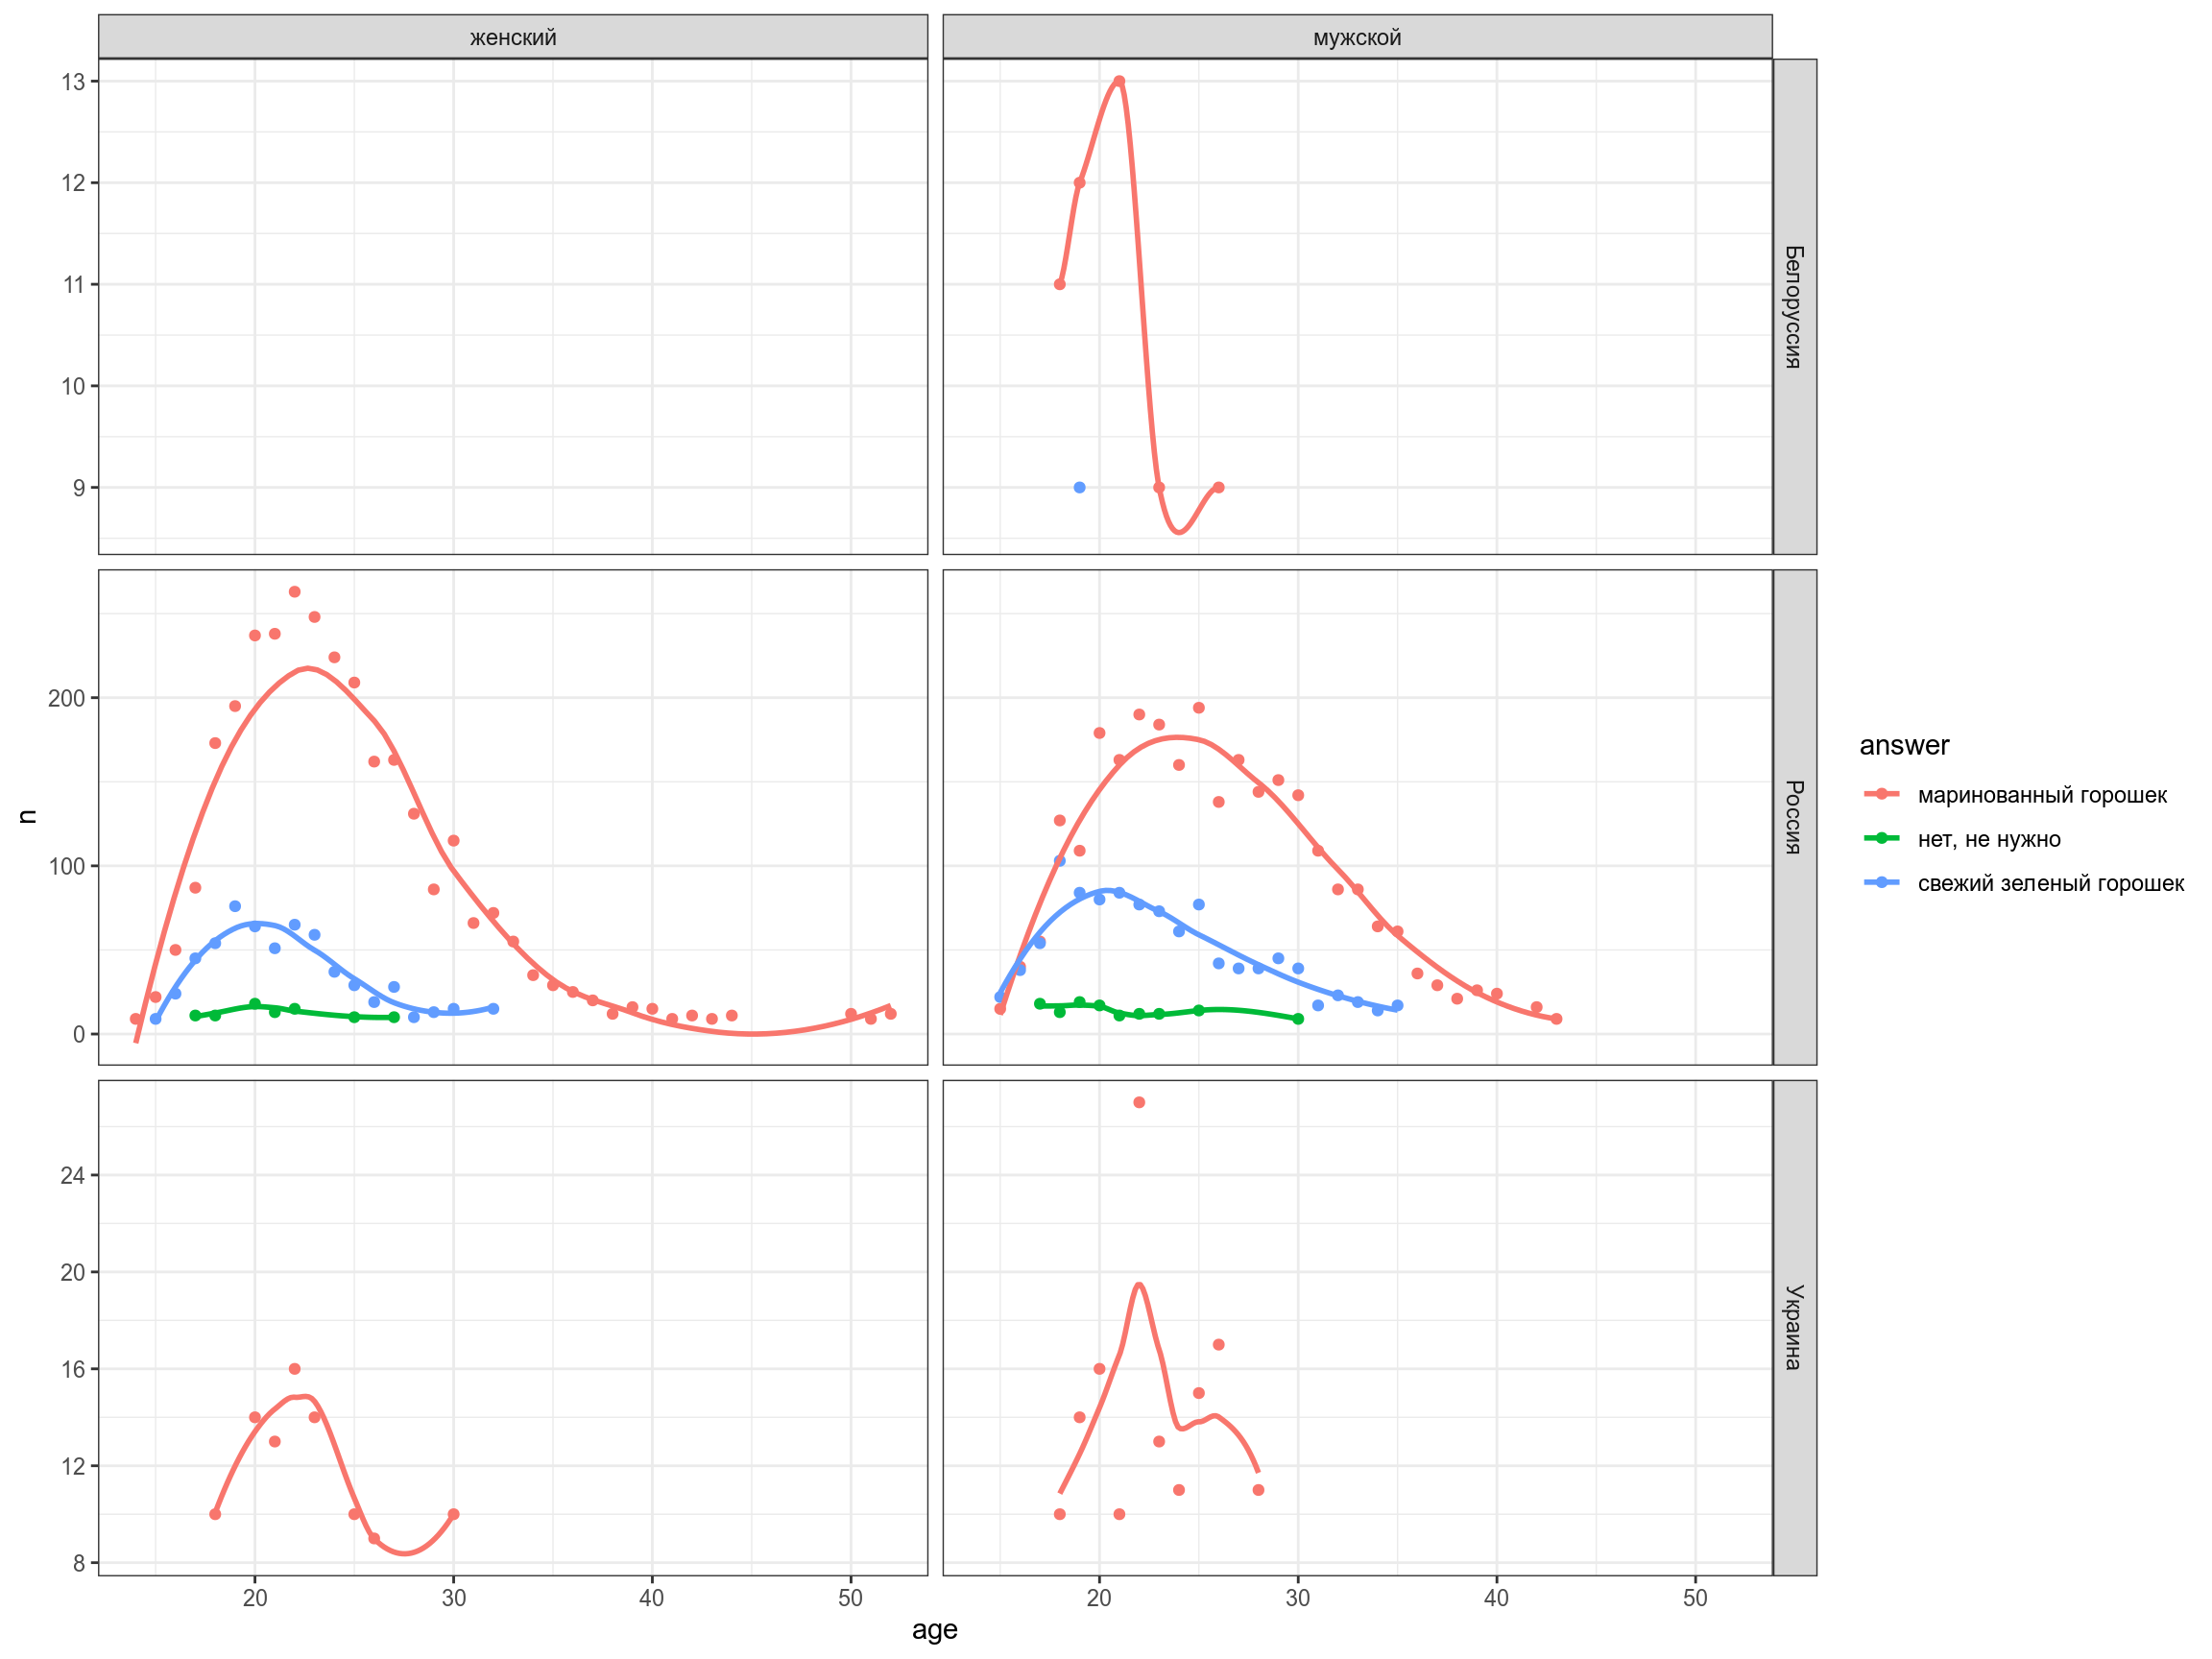 женский
мужской
13
12
11
10
9
Белоруссия
200
100
0
Россия
24
20
16
12
8
Украина
20
30
40
50
20
30
40
50
age
n
answer
маринованный горошек
нет, не нужно
свежий зеленый горошек